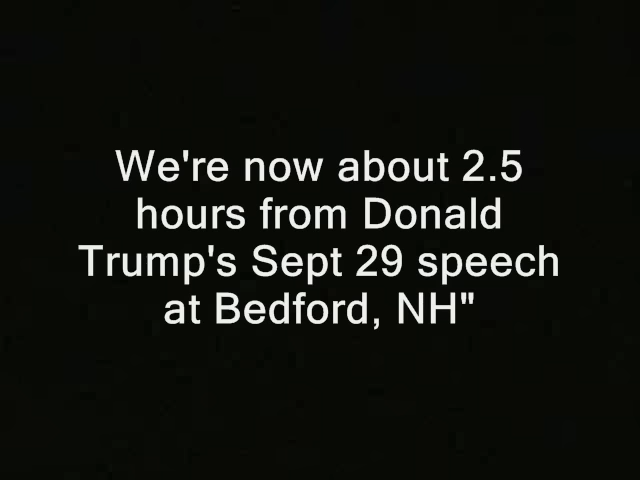 We're now about 2.5
hours from Donald
Trump's Sept 29 speech
at Bedford, NH"